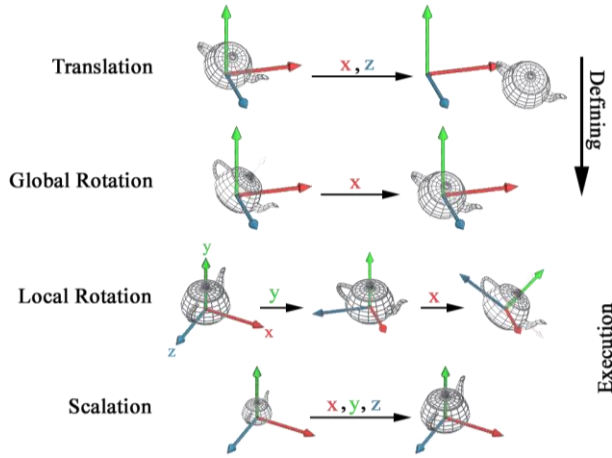 Translation
x, z
Defining
Global Rotation
x
Local Rotation
y
x
z
y
x
Execution
Scalation
x, y, z